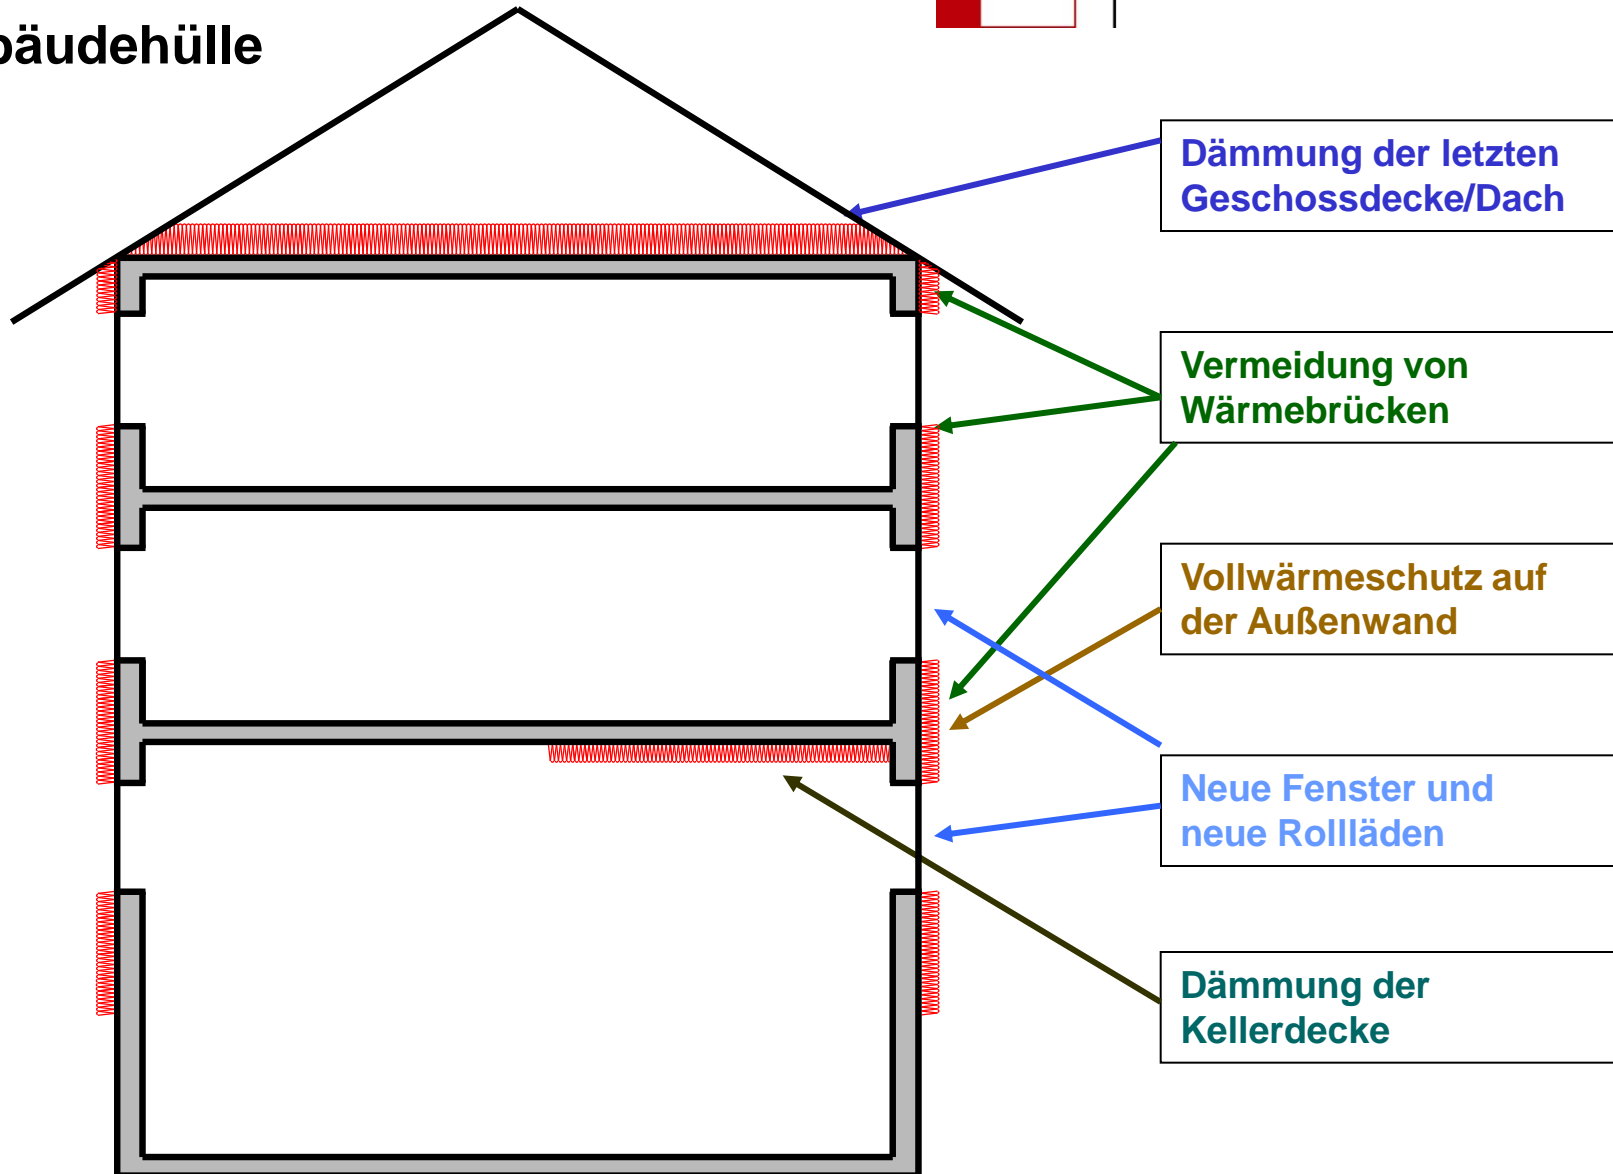 bäudehülle
Dämmung der letzten
Geschossdecke/Dach
Vermeidung von
Wärmebrücken
Vollwärmeschutz auf
der Außenwand
Neue Fenster und
neue Rollläden
Dämmung der
Kellerdecke